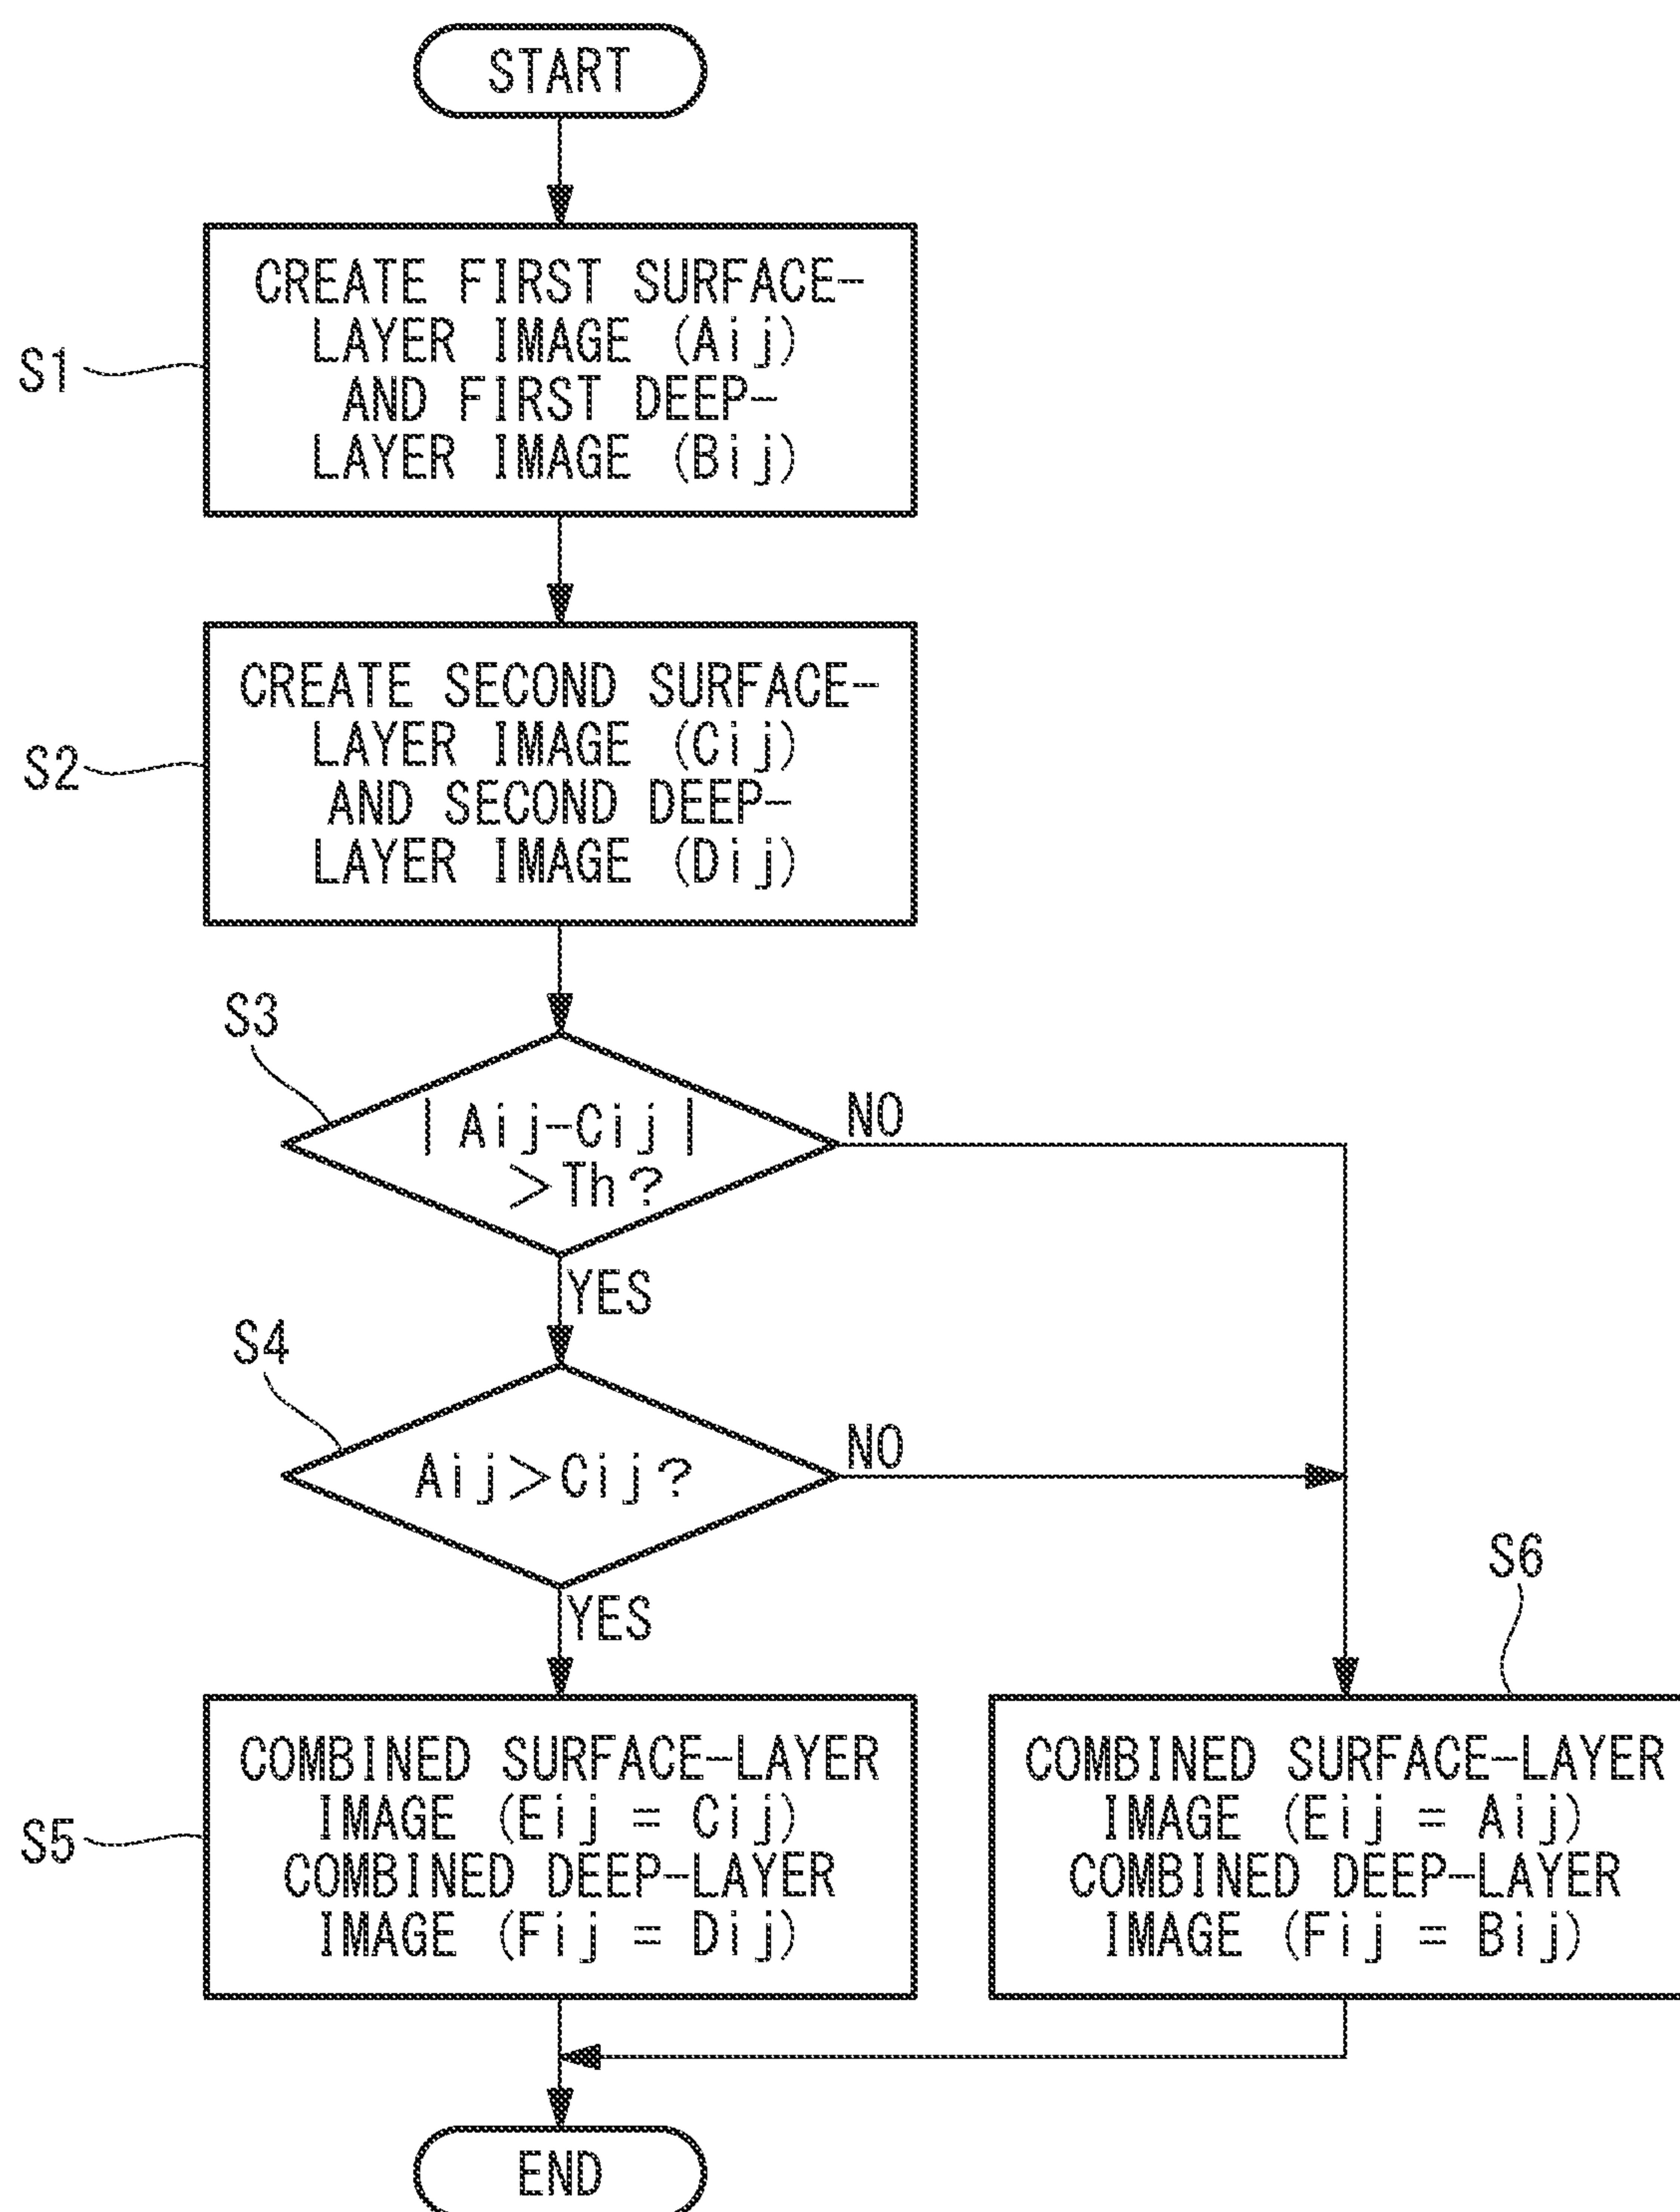 START
S1
CREATE FIRST SURFACE-
LAYER IMAGE (Aij)
AND FIRST DEEP-
LAYER IMAGE (Bij)
S2
CREATE SECOND SURFACE-
LAYER IMAGE (Cij)
AND SECOND DEEP-
LAYER IMAGE (Dij)
S3
| Aij-Cij |
>Th?
NO
YES
S4
Aij>Cij?
NO
YES
S5
COMBINED SURFACE-LAYER
IMAGE (Eij = Cij)
COMBINED DEEP-LAYER
IMAGE (Fij = Dij)
S6
COMBINED SURFACE-LAYER
IMAGE (Eij = Aij)
COMBINED DEEP-LAYER
IMAGE (Fij = Bij)
END